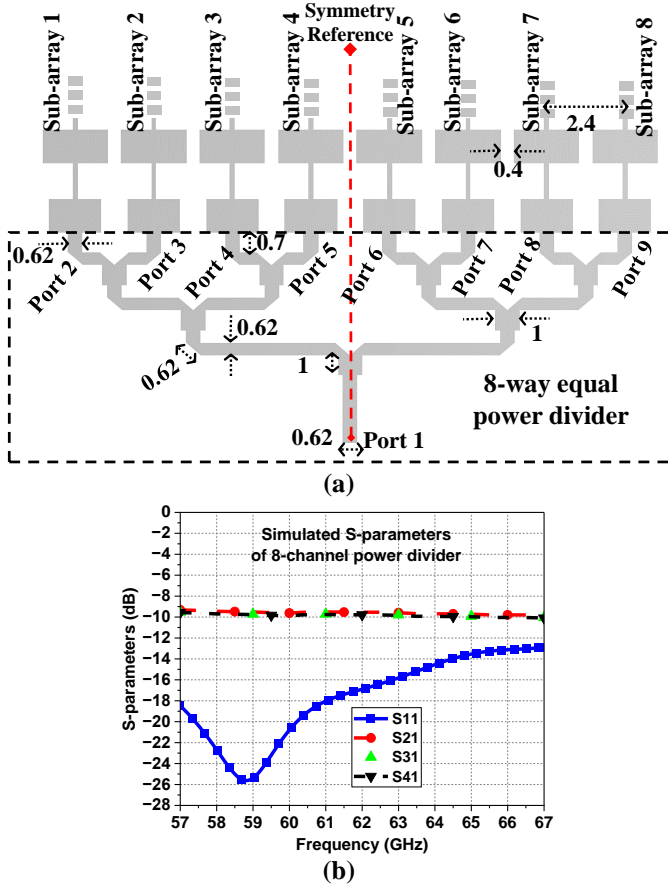 Sub-array 1
Sub-array 2
Sub-array 3
Sub-array 4
Symmetry
Reference
Sub-array 5
Sub-array 6
Sub-array 7
Sub-array 8
2.4
0.4
0.62
Port 2
Port 3
Port 4
0.7
Port 5
Port 6
Port 7
Port 8
Port 9
0.62
0.62
1
1
8-way equal
power divider
0.62
Port 1
(a)
Simulated S-parameters
of 8-channel power divider
S-parameters (dB)
0
−2
−4
−6
−8
−10
−12
−14
−16
−18
−20
−22
−24
−26
−28
S11
S21
S31
S41
57 58 59 60 61 62 63 64 65 66 67
Frequency (GHz)
(b)